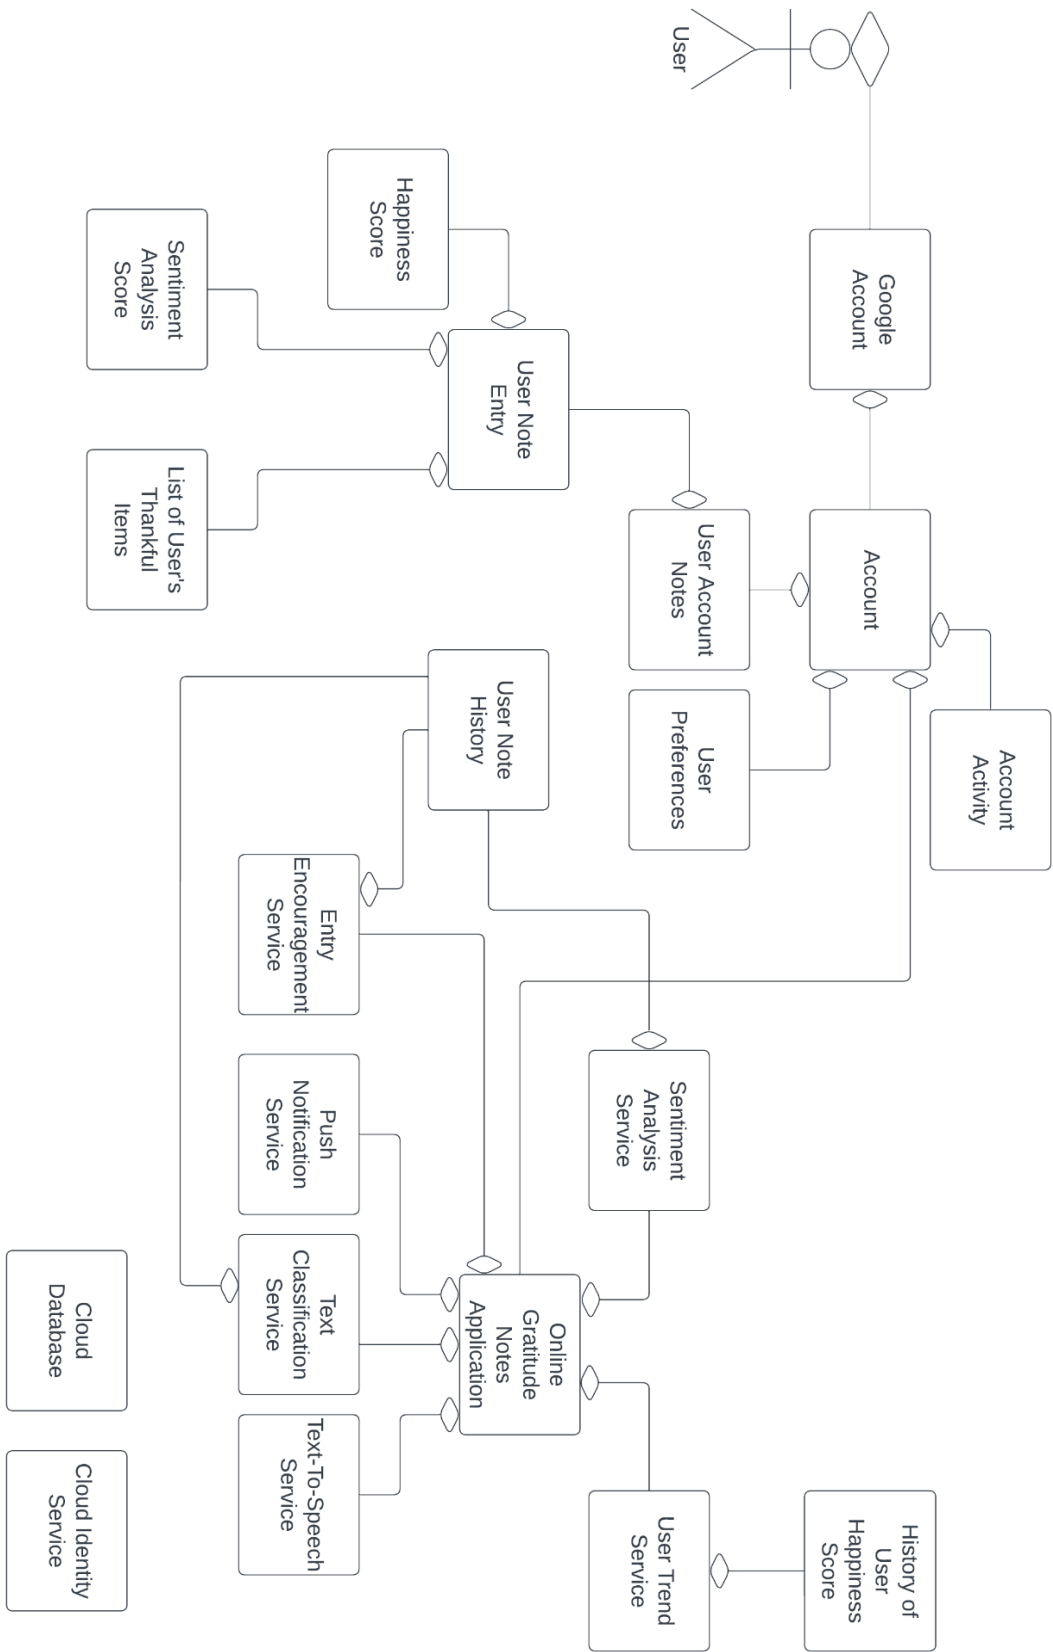 Account
Activity
Google
Account
Account
History of
User
Happiness
Score
User
User Account
Notes
User
Preferences
Sentiment
Analysis
Service
User Trend
Service
User Note
Entry
User Note
History
Online
Gratitude
Notes
Application
Happiness
Score
Entry
Encouragement
Service
Push
Notification
Service
Text
Classification
Service
Text-To-Speech
Service
Sentiment
Analysis
Score
List of User's
Thankful
Items
Cloud
Database
Cloud Identity
Service